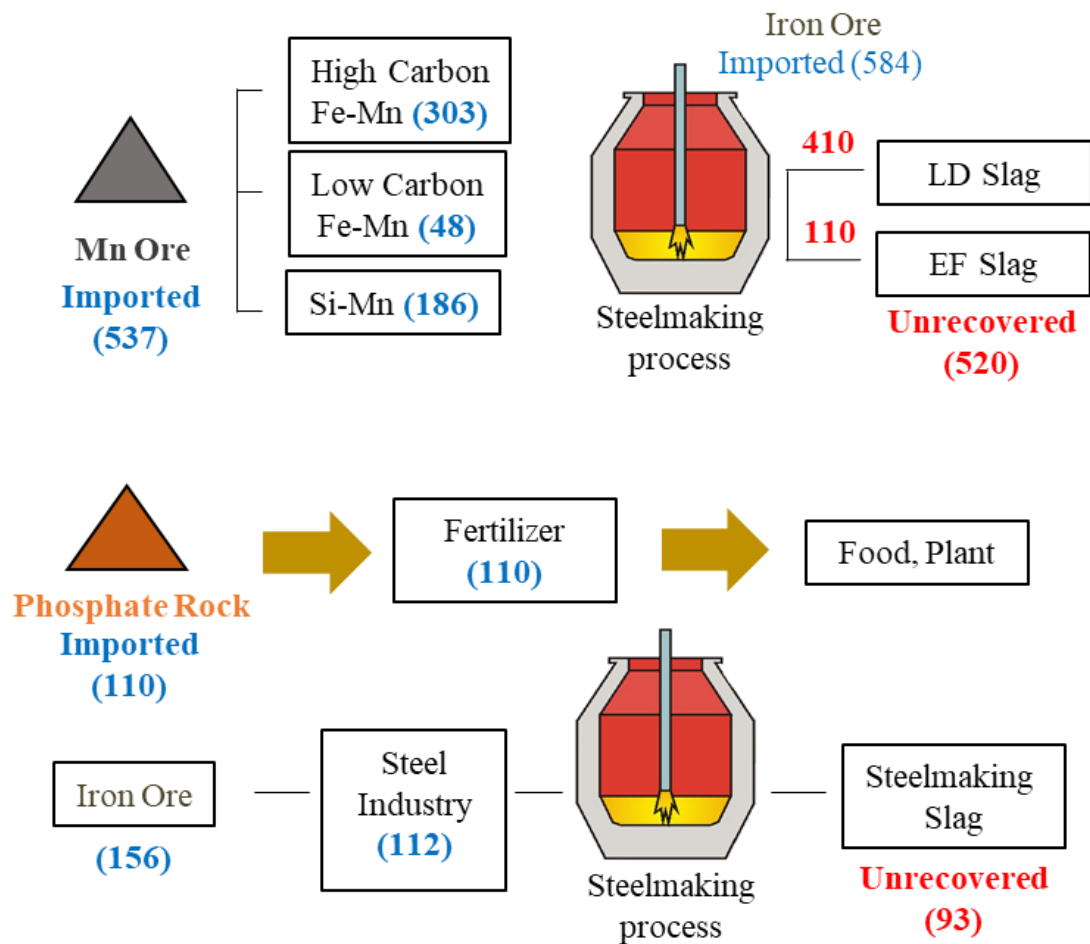 High Carbon
Fe-Mn (303)
Low Carbon
Fe-Mn (48)
Si-Mn (186)
Mn Ore
Imported
(537)
Iron Ore
Imported (584)
410
110
LD Slag
EF Slag
Unrecovered
(520)
Steelmaking
process
Phosphate Rock
Imported
(110)
Fertilizer
(110)
Food, Plant
Iron Ore
(156)
Steel
Industry
(112)
Steelmaking
process
Steelmaking
Slag
Unrecovered
(93)